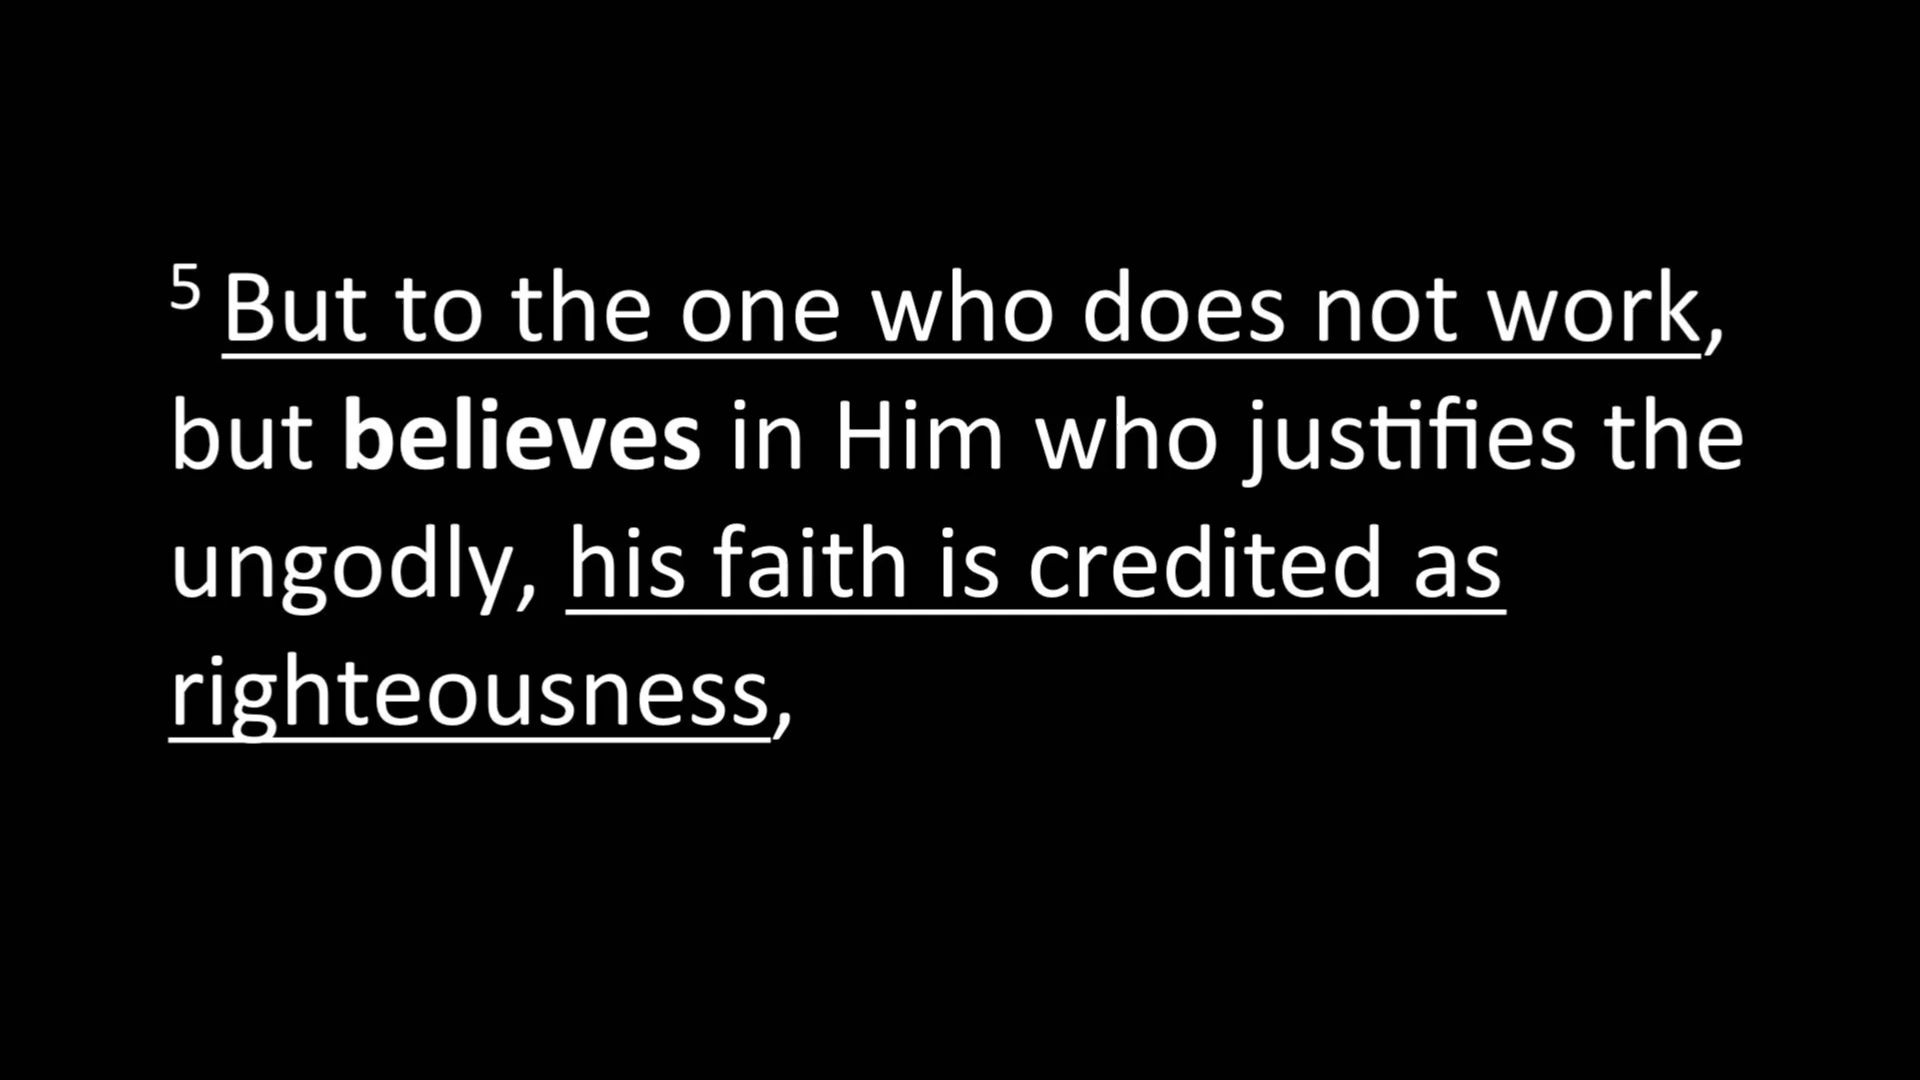 5 But to the one who does not work,
but believes in Him who justifies the
ungodly, his faith is credited as
righteousness,